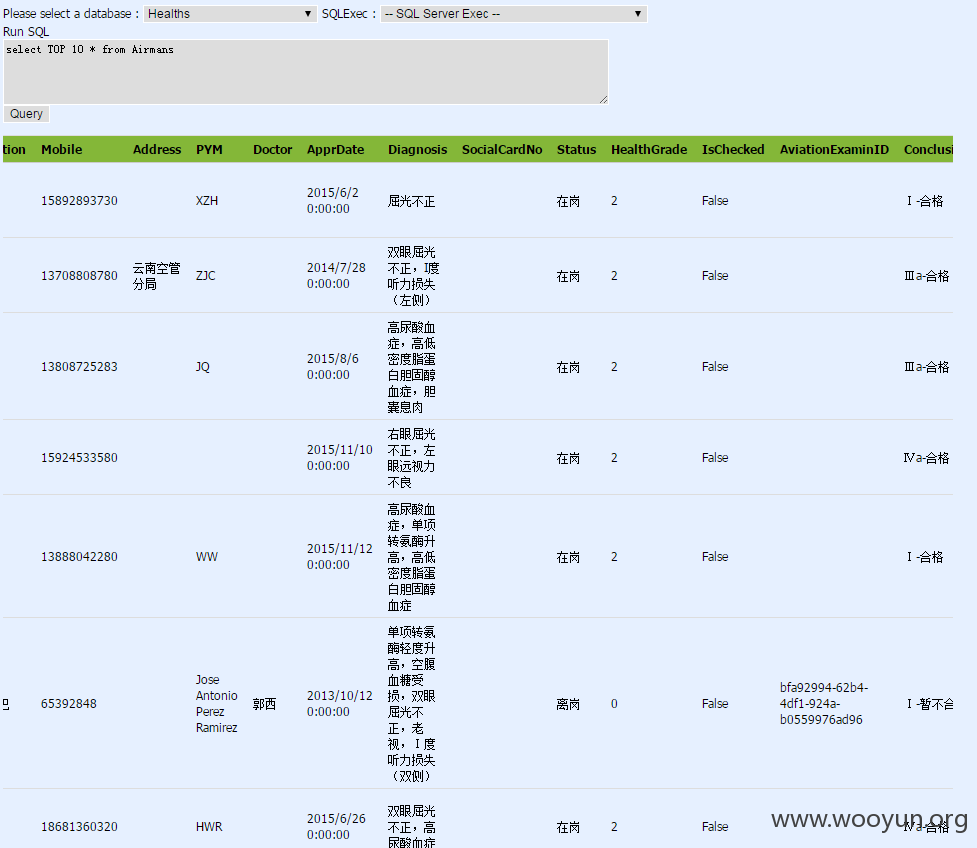 Please select a database : Healths SQLExec : -- SQL Server Exec --
Run SQL
select TOP 10 * from Airmans
Query
tion Mobile Address PYM Doctor ApprDate Diagnosis SocialCardNo Status HealthGrade IsChecked AviationExaminID Conclusi
15892893730 XZH 2015/6/2 0:00:00 屈光不正 在岗 2 False Ⅰ-合格
13708808780 云南空管分局 ZJC 2014/7/28 0:00:00 双眼屈光不正，Ⅰ度听力损失（左侧） 在岗 2 False Ⅲa-合格
13808725283 JQ 2015/8/6 0:00:00 高尿酸血症，高低密度脂蛋白胆固醇血症，胆囊息肉 在岗 2 False Ⅲa-合格
15924533580 2015/11/10 0:00:00 右眼屈光不正，左眼远视力不良 在岗 2 False Ⅳa-合格
13888042280 WW 2015/11/12 0:00:00 高尿酸血症，单项转氨酶升高，高低密度脂蛋白胆固醇血症 在岗 2 False Ⅰ-合格
65392848 Jose Antonio Perez Ramirez 郭西 2013/10/12 0:00:00 单项转氨酶轻度升高，空腹血糖受损，双眼屈光不正，老视，Ⅰ度听力损失（双侧） 离岗 0 False bfa92994-62b4-4df1-924a-b0559976ad96 Ⅰ-暂不合
18681360320 HWR 2015/6/26 0:00:00 双眼屈光不正，高尿酸血症 在岗 2 False Ⅳa-合格
www.wooyun.org